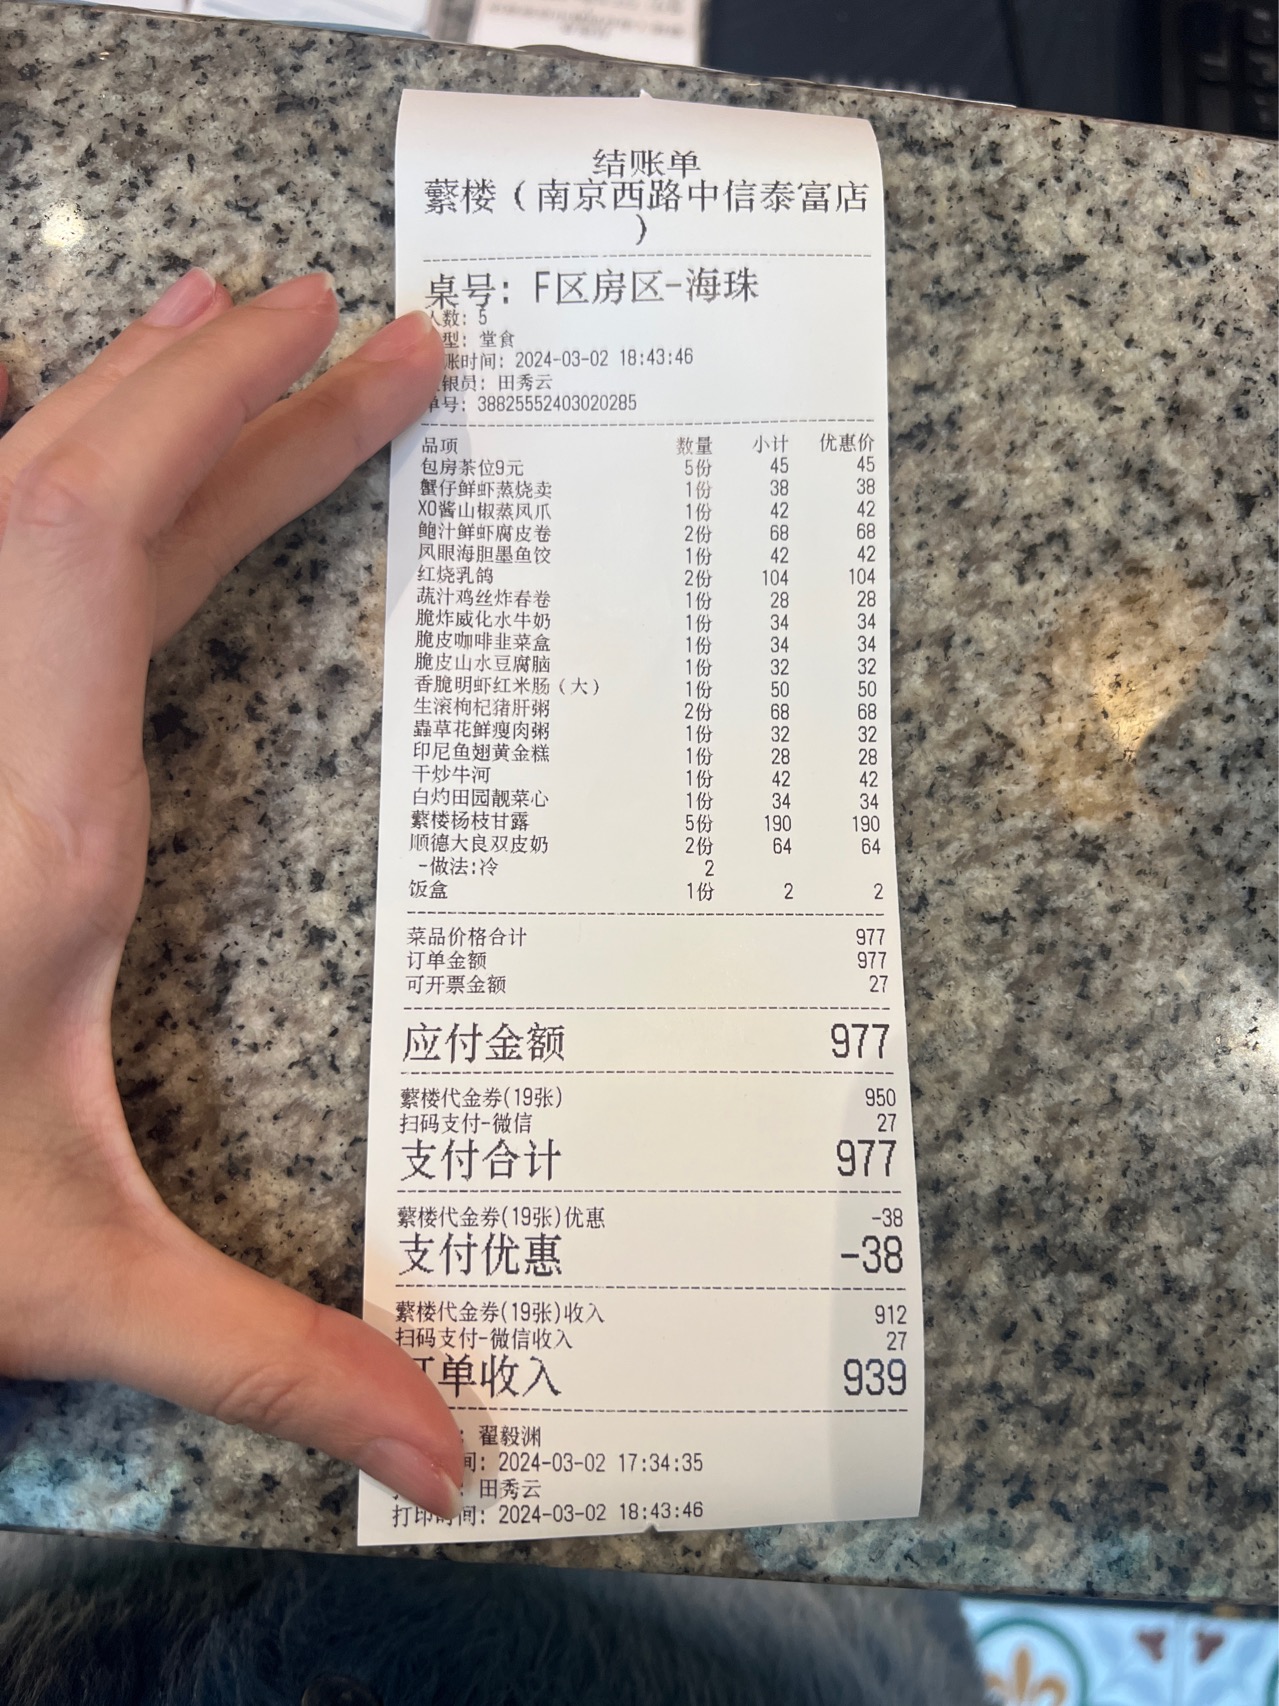 结账单
蘩楼（南京西路中信泰富店
）
桌号: F区房区-海珠
人数: 5
型: 堂食
账时间: 2024-03-02 18:43:46
银员: 田秀云
单号: 38825552403020285
品项 数量 小计 优惠价
包房茶位9元 5份 45 45
蟹仔鲜虾蒸烧卖 1份 38 38
XO酱山椒蒸凤爪 1份 42 42
鲍汁鲜虾腐皮卷 2份 68 68
凤眼海胆墨鱼饺 1份 42 42
红烧乳鸽 2份 104 104
蔬汁鸡丝炸春卷 1份 28 28
脆炸威化水牛奶 1份 34 34
脆皮咖啡韭菜盒 1份 34 34
脆皮山水豆腐脑 1份 32 32
香脆明虾红米肠（大） 1份 50 50
生滚枸杞猪肝粥 2份 68 68
蟲草花鲜瘦肉粥 1份 32 32
印尼鱼翅黄金糕 1份 28 28
干炒牛河 1份 42 42
白灼田园靓菜心 1份 34 34
蘩楼杨枝甘露 5份 190 190
顺德大良双皮奶 2份 64 64
-做法:冷 2
饭盒 1份 2 2
菜品价格合计 977
订单金额 977
可开票金额 27
应付金额 977
蘩楼代金券(19张) 950
扫码支付-微信 27
支付合计 977
蘩楼代金券(19张)优惠 -38
支付优惠 -38
蘩楼代金券(19张)收入 912
扫码支付-微信收入 27
订单收入 939
: 翟毅渊
间: 2024-03-02 17:34:35
: 田秀云
打印时间: 2024-03-02 18:43:46